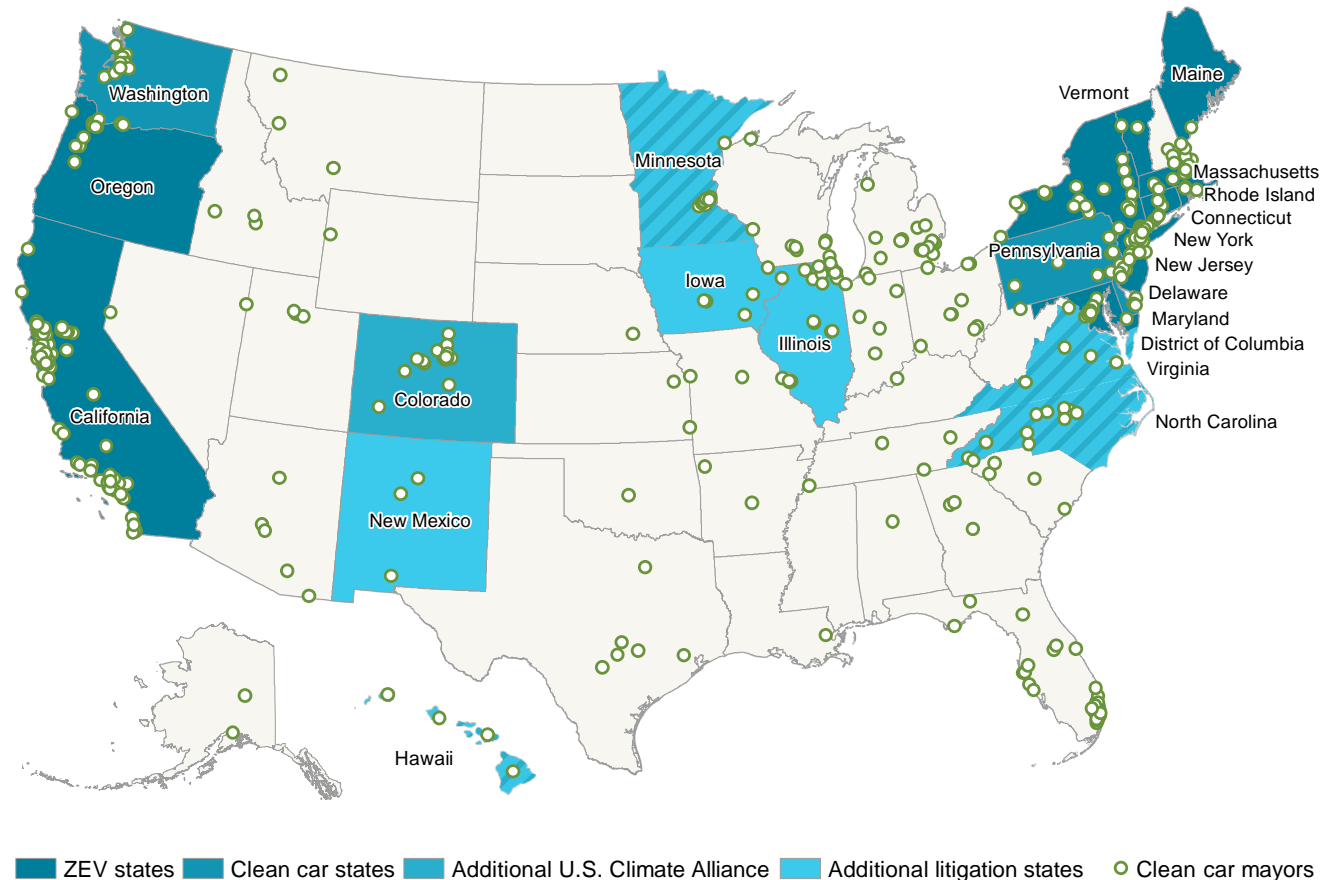 Maine
Vermont
Washington
Minnesota
Massachusetts
Oregon
Rhode Island
Connecticut
New York
Pennsylvania
New Jersey
Iowa
Delaware
Maryland
Illinois
District of Columbia
Virginia
Colorado
California
North Carolina
New Mexico
Hawaii
ZEV states
Clean car states
Additional U.S. Climate Alliance
Additional litigation states
Clean car mayors